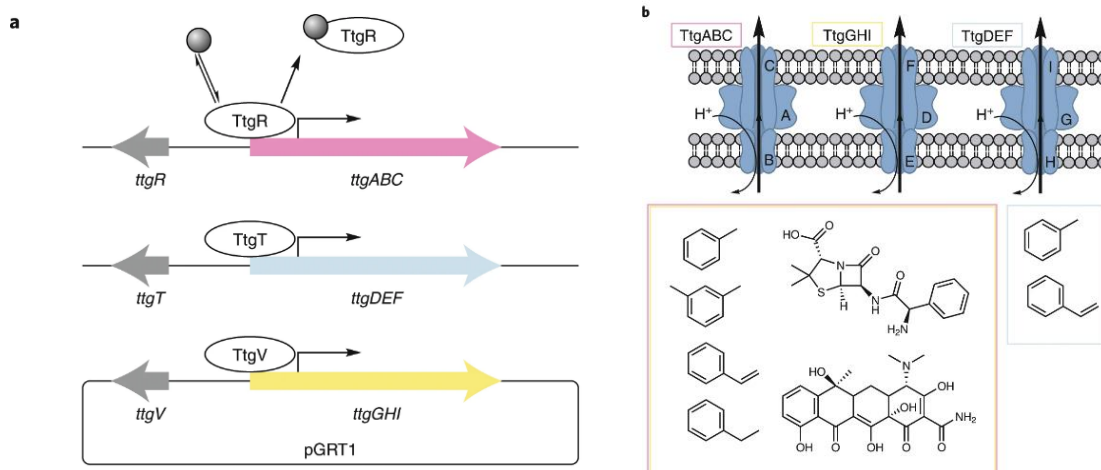 a
TtgR
TtgR
ttgR
ttgABC
TtgT
ttgT
ttgDEF
TtgV
ttgV
ttgGHI
pGRT1
b
TtgABC
TtgGHI
TtgDEF
C
F
I
H+
A
H+
D
H+
G
B
E
H
HO
O
N
O
S
H
HN
O
H2N
HO
N
OH
OH
NH2
OH
O
OH
O
O